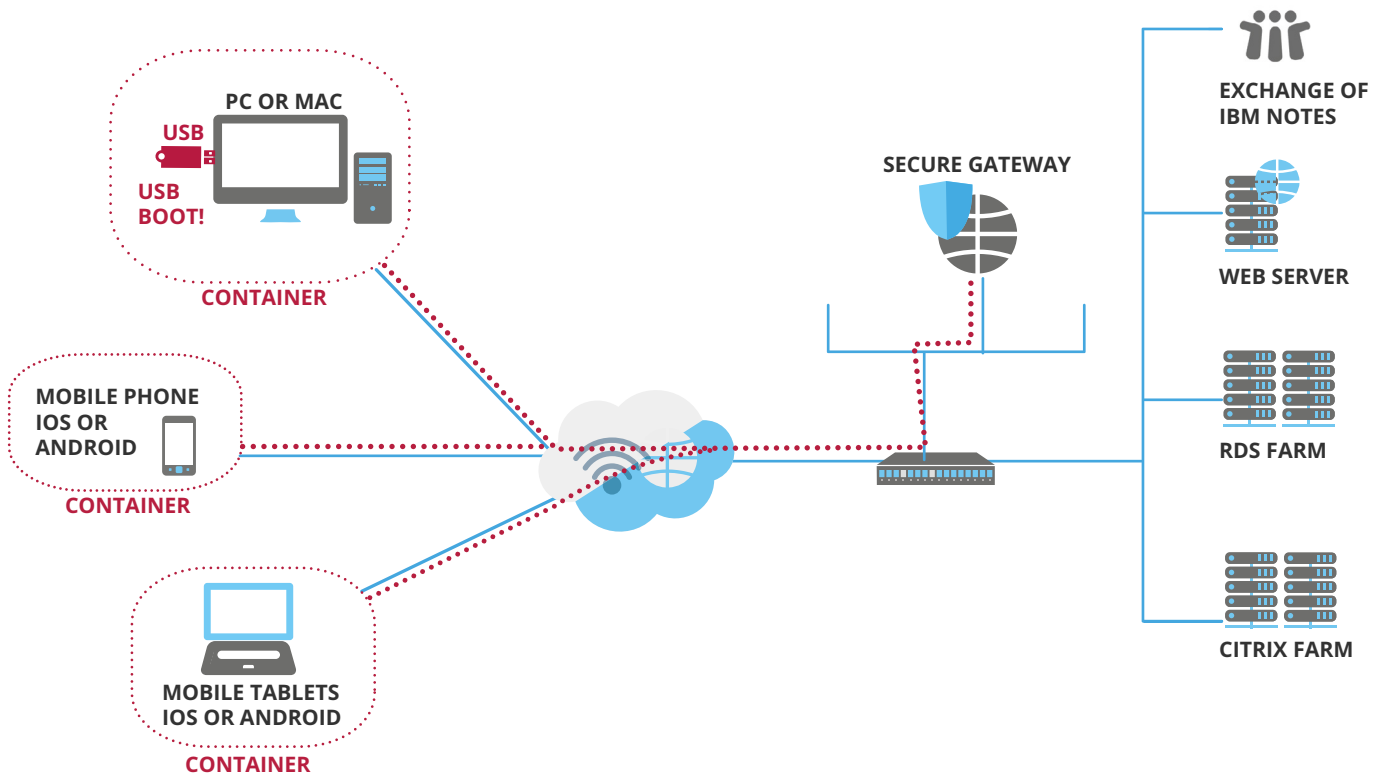 PC OR MAC
USB
USB
BOOT!
CONTAINER
MOBILE PHONE
IOS OR
ANDROID
CONTAINER
MOBILE TABLETS
IOS OR ANDROID
CONTAINER
SECURE GATEWAY
EXCHANGE OF
IBM NOTES
WEB SERVER
RDS FARM
CITRIX FARM